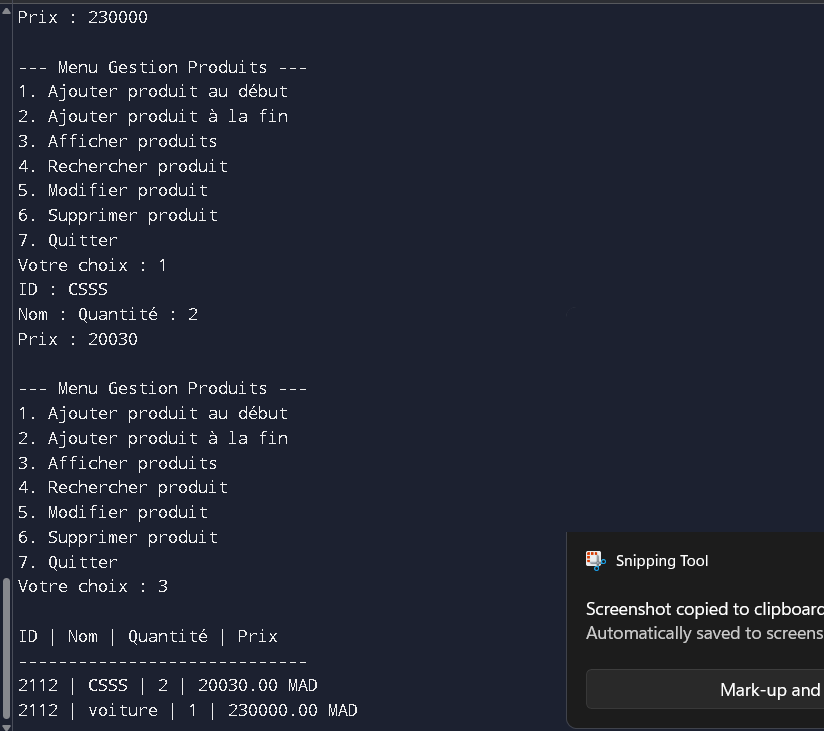 Prix : 230000
--- Menu Gestion Produits ---
1. Ajouter produit au début
2. Ajouter produit à la fin
3. Afficher produits
4. Rechercher produit
5. Modifier produit
6. Supprimer produit
7. Quitter
Votre choix : 1
ID : CSSS
Nom : Quantité : 2
Prix : 20030
--- Menu Gestion Produits ---
1. Ajouter produit au début
2. Ajouter produit à la fin
3. Afficher produits
4. Rechercher produit
5. Modifier produit
6. Supprimer produit
7. Quitter
Votre choix : 3
ID | Nom | Quantité | Prix
-----------------------------
2112 | CSSS | 2 | 20030.00 MAD
2112 | voiture | 1 | 230000.00 MAD
Snipping Tool
Screenshot copied to clipboard
Automatically saved to screens
Mark-up and